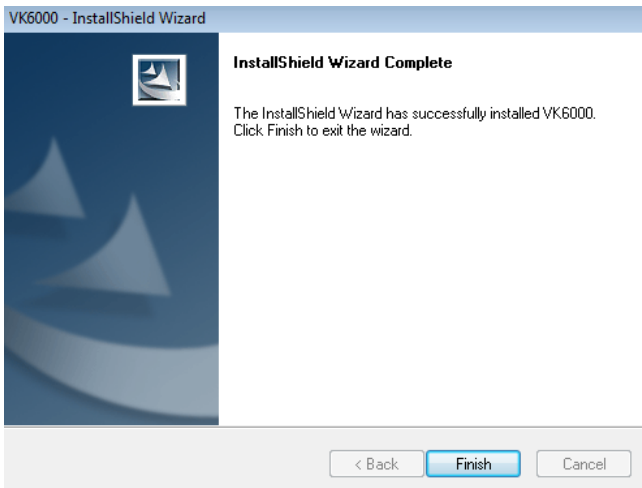 VK6000 - InstallShield Wizard
InstallShield Wizard Complete
The InstallShield Wizard has successfully installed VK6000.
Click Finish to exit the wizard.
< Back
Finish
Cancel